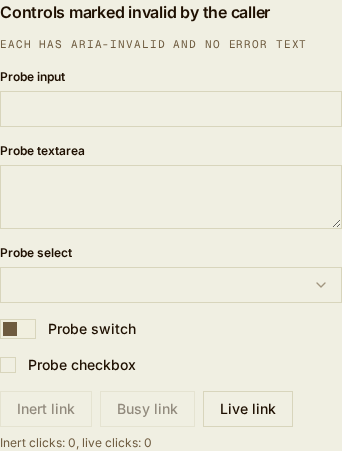 Controls marked invalid by the caller
EACH HAS ARIA-INVALID AND NO ERROR TEXT
Probe input
Probe textarea
Probe select
Probe switch
Probe checkbox
Inert link
Busy link
Live link
Inert clicks: 0, live clicks: 0